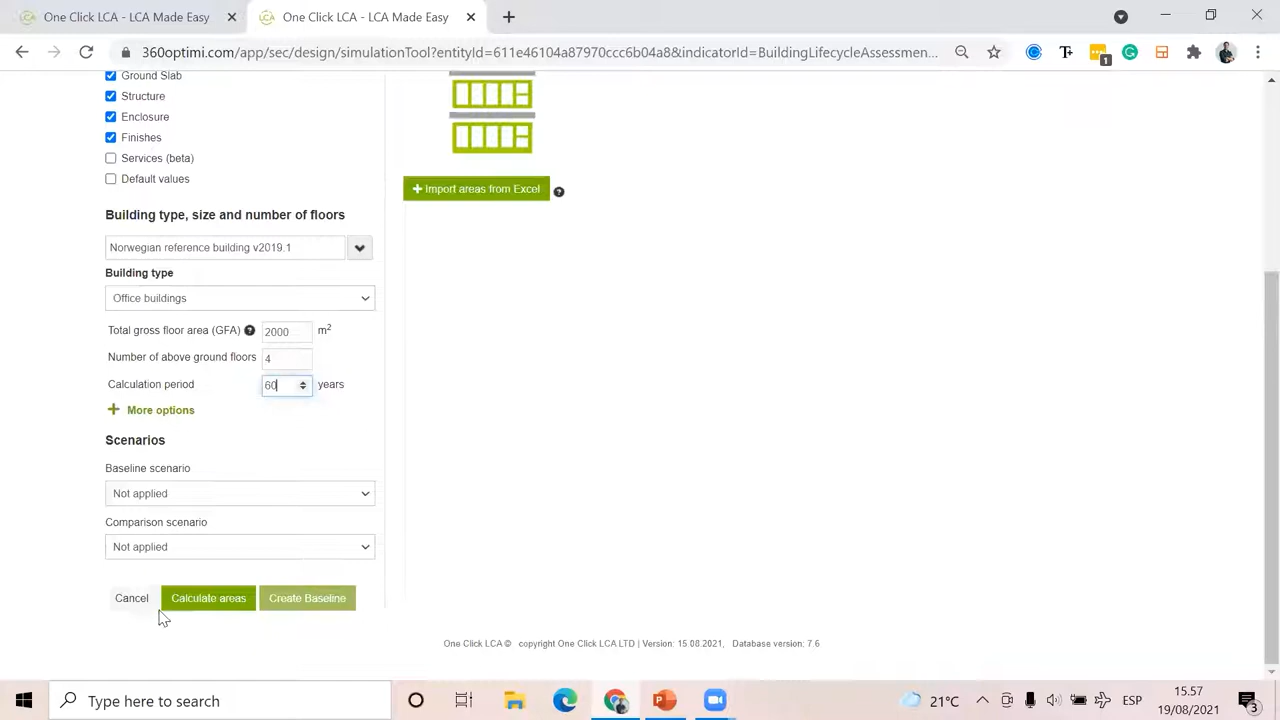 One Click LCA - LCA Made Easy
One Click LCA - LCA Made Easy
360optimi.com/app/sec/design/simulationTool?entityId=611e46104a87970ccc6b04a8&indicatorId=BuildingLifecycleAssessmen...
1
Ground Slab
Structure
Enclosure
Finishes
Services (beta)
Default values
+ Import areas from Excel ?
Building type, size and number of floors
Norwegian reference building v2019.1
Building type
Office buildings
Total gross floor area (GFA) ? 2000 m²
Number of above ground floors 4
Calculation period 60 years
+ More options
Scenarios
Baseline scenario
Not applied
Comparison scenario
Not applied
Cancel Calculate areas Create Baseline
One Click LCA © copyright One Click LCA LTD | Version: 15.08.2021, Database version: 7.6
Type here to search
21°C
ESP
15.57
19/08/2021
3